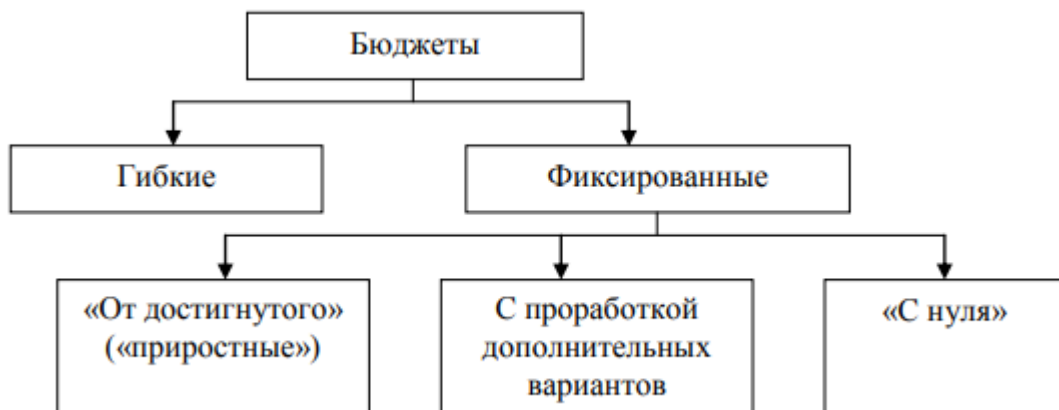 Бюджеты
Гибкие
Фиксированные
«От достигнутого»
(«приростные»)
С проработкой
дополнительных
вариантов
«С нуля»